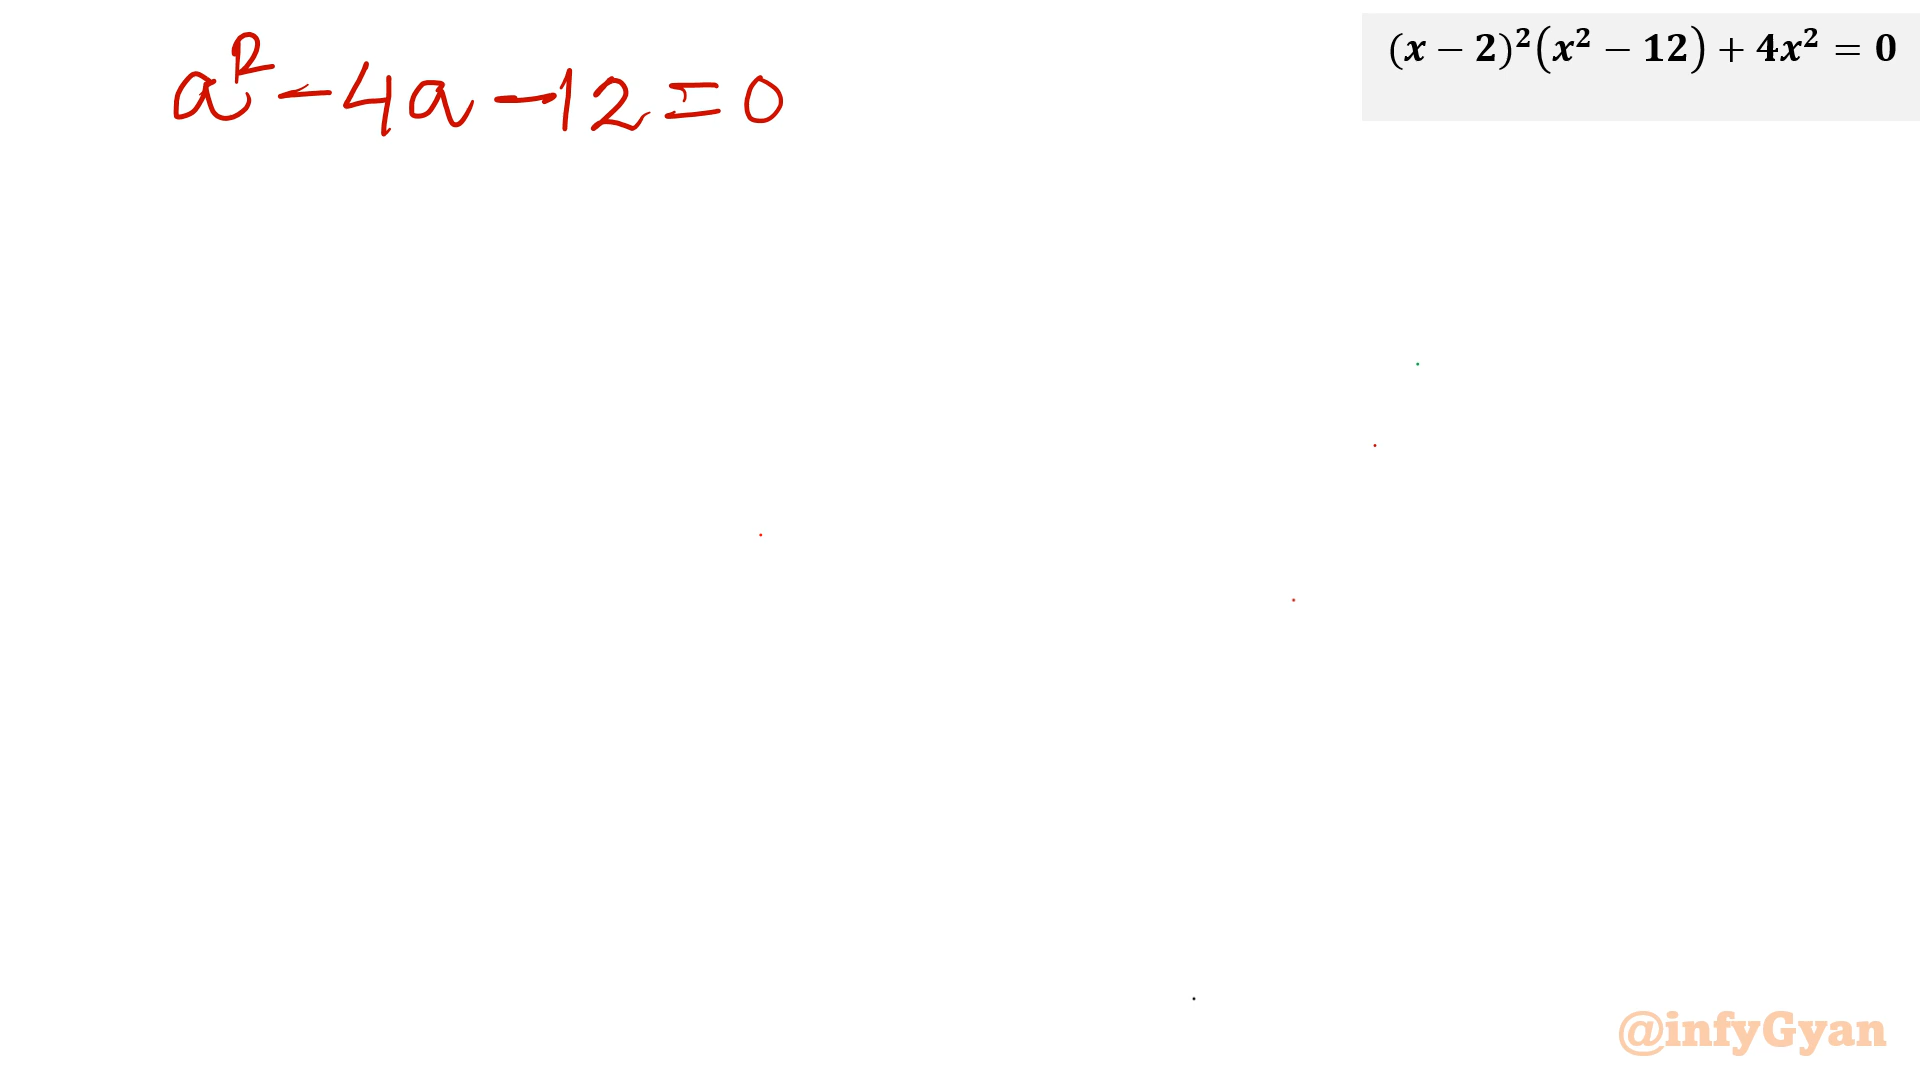 a² - 4a - 12 = 0
(x − 2)²(x² − 12) + 4x² = 0
@infyGyan